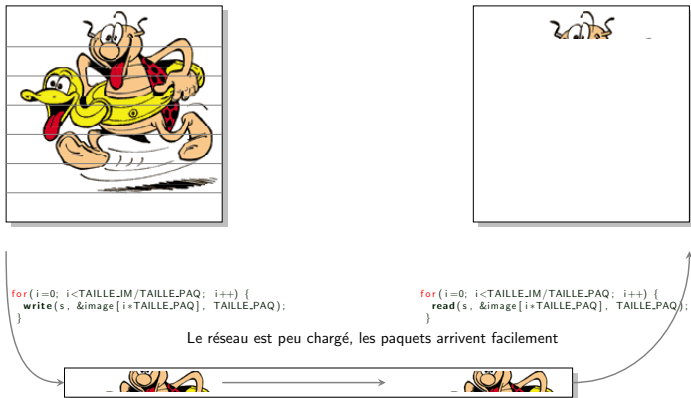 for(i=0; i<TAILLE_IM/TAILLE_PAQ; i++) {
write(s, &image[i*TAILLE_PAQ], TAILLE_PAQ);
}
for(i=0; i<TAILLE_IM/TAILLE_PAQ; i++) {
read(s, &image[i*TAILLE_PAQ], TAILLE_PAQ);
}
Le réseau est peu chargé, les paquets arrivent facilement